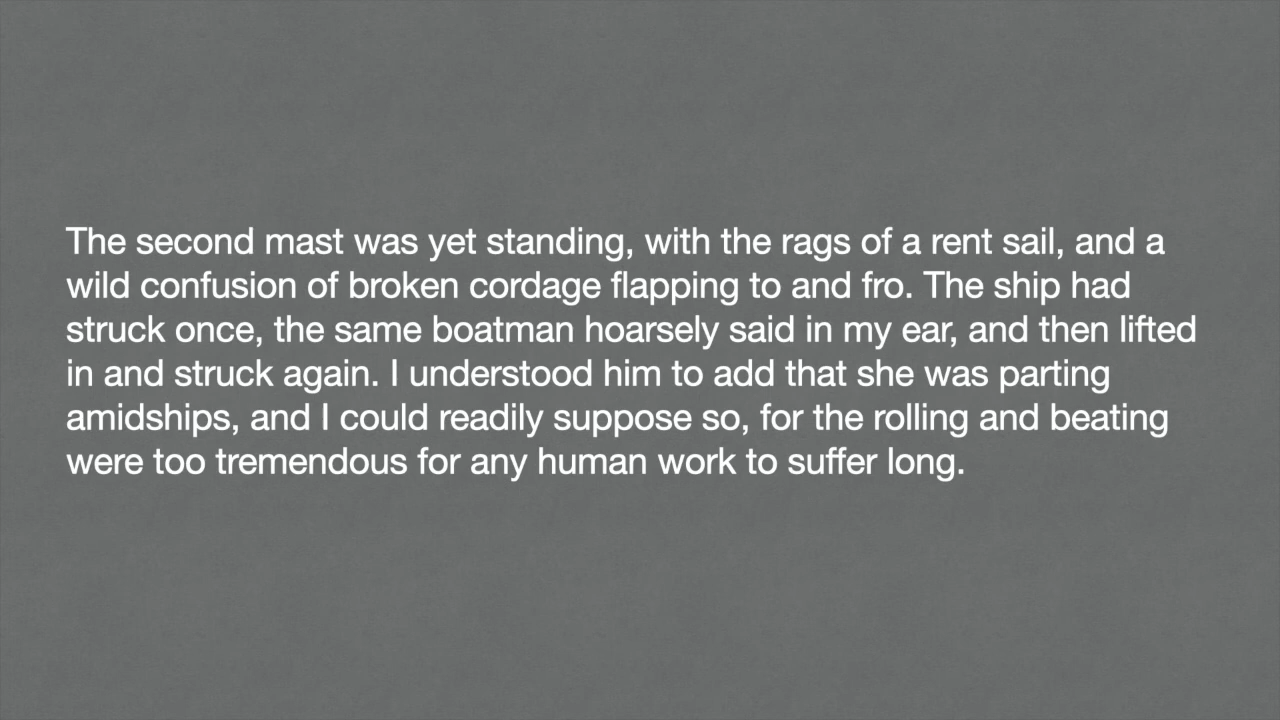 The second mast was yet standing, with the rags of a rent sail, and a
wild confusion of broken cordage flapping to and fro. The ship had
struck once, the same boatman hoarsely said in my ear, and then lifted
in and struck again. I understood him to add that she was parting
amidships, and I could readily suppose so, for the rolling and beating
were too tremendous for any human work to suffer long.